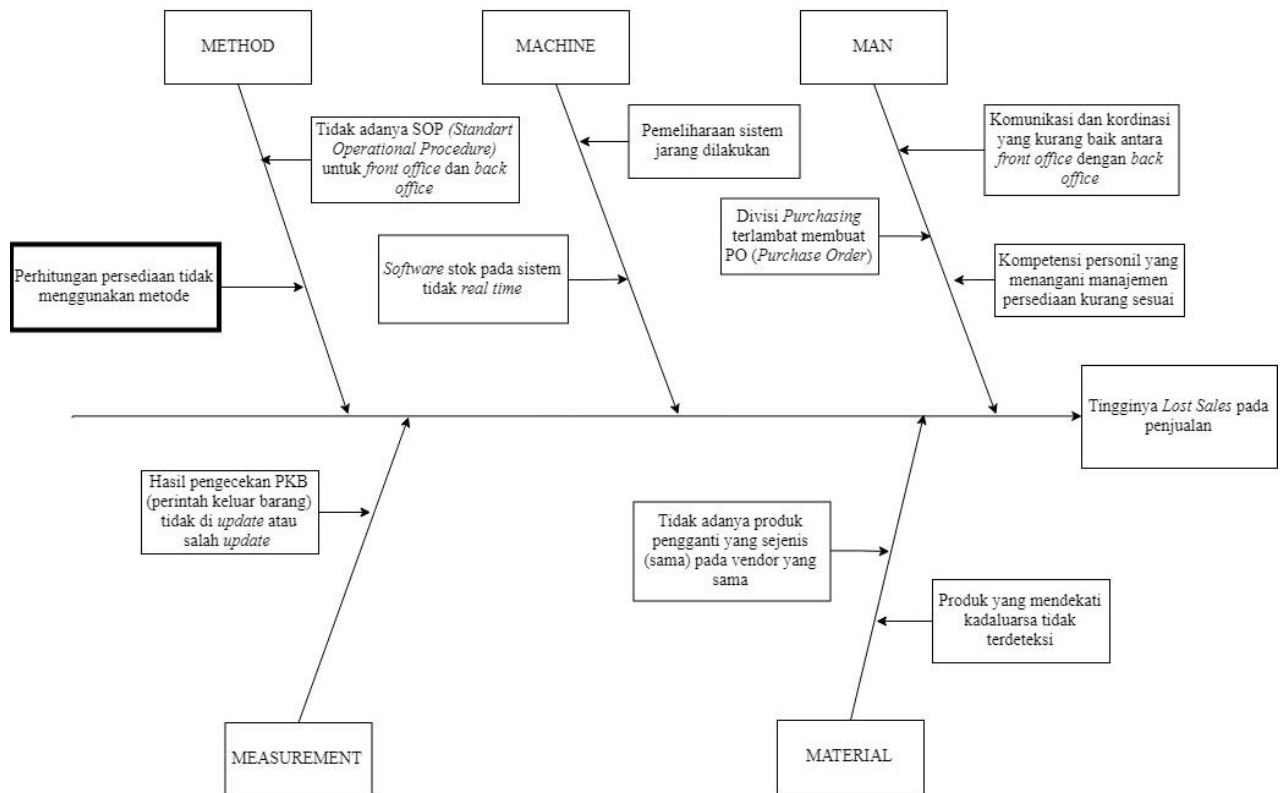 METHOD
MACHINE
MAN
Tidak adanya SOP (Standart
Operational Procedure)
untuk front office dan back
office
Pemeliharaan sistem
jarang dilakukan
Komunikasi dan kordinasi
yang kurang baik antara
front office dengan back
office
Perhitungan persediaan tidak
menggunakan metode
Software stok pada sistem
tidak real time
Divisi Purchasing
terlambat membuat
PO (Purchase Order)
Kompetensi personil yang
menangani manajemen
persediaan kurang sesuai
Tingginya Lost Sales pada
penjualan
Hasil pengecekan PKB
(perintah keluar barang)
tidak di update atau
salah update
Tidak adanya produk
pengganti yang sejenis
(sama) pada vendor yang
sama
Produk yang mendekati
kadaluarsa tidak
terdeteksi
MEASUREMENT
MATERIAL